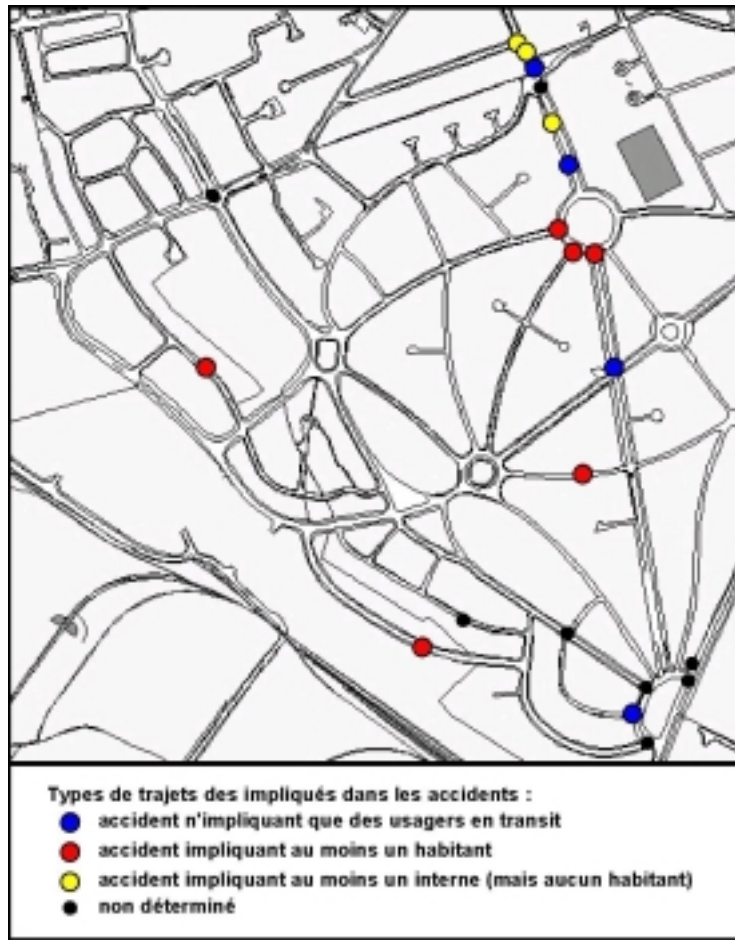 Types de trajets des impliqués dans les accidents :
accident n'impliquant que des usagers en transit
accident impliquant au moins un habitant
accident impliquant au moins un interne (mais aucun habitant)
non déterminé